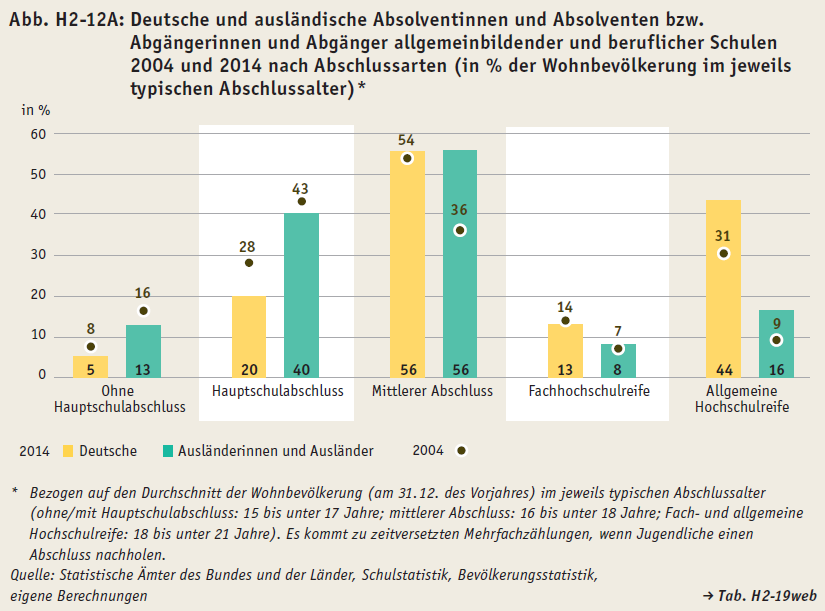 Abb. H2-12A: Deutsche und ausländische Absolventinnen und Absolventen bzw.
Abgängerinnen und Abgänger allgemeinbildender und beruflicher Schulen
2004 und 2014 nach Abschlussarten (in % der Wohnbevölkerung im jeweils
typischen Abschlussalter)*
in %
60
50
40
30
20
10
0
8
16
5
13
28
43
20
40
54
36
56
56
14
7
13
8
31
9
44
16
Ohne
Hauptschulabschluss
Hauptschulabschluss
Mittlerer Abschluss
Fachhochschulreife
Allgemeine
Hochschulreife
2014 Deutsche Ausländerinnen und Ausländer 2004
* Bezogen auf den Durchschnitt der Wohnbevölkerung (am 31.12. des Vorjahres) im jeweils typischen Abschlussalter
(ohne/mit Hauptschulabschluss: 15 bis unter 17 Jahre; mittlerer Abschluss: 16 bis unter 18 Jahre; Fach- und allgemeine
Hochschulreife: 18 bis unter 21 Jahre). Es kommt zu zeitversetzten Mehrfachzählungen, wenn Jugendliche einen
Abschluss nachholen.
Quelle: Statistische Ämter des Bundes und der Länder, Schulstatistik, Bevölkerungsstatistik,
eigene Berechnungen
→ Tab. H2-19web